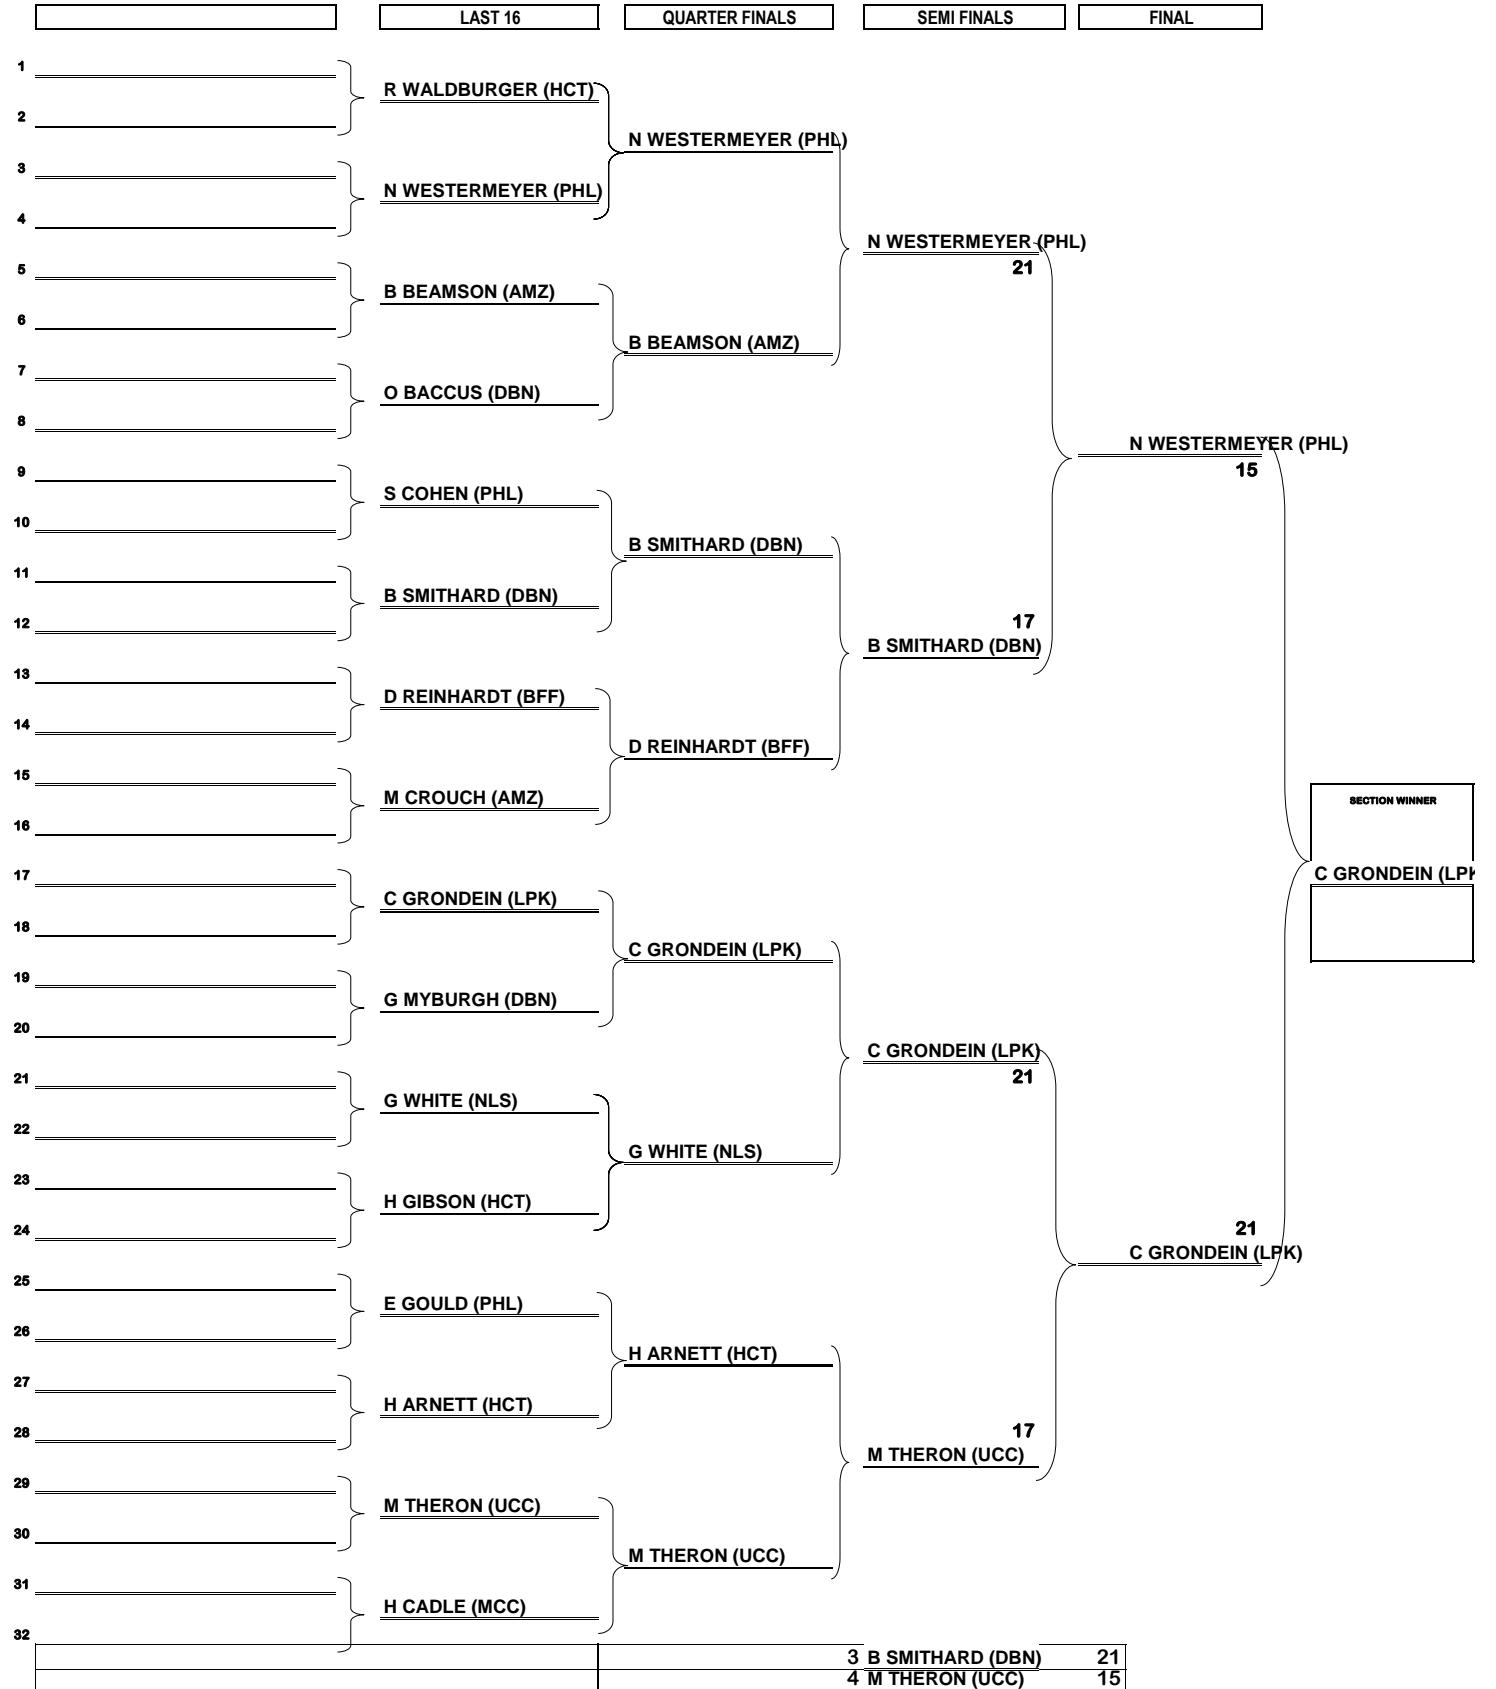 LAST 16 QUARTER FINALS SEMI FINALS FINAL
1
R WALDBURGER (HCT)
2
N WESTERMEYER (PHL)
3
N WESTERMEYER (PHL)
4
N WESTERMEYER (PHL)
5
21
B BEAMSON (AMZ)
6
B BEAMSON (AMZ)
7
O BACCUS (DBN)
8
N WESTERMEYER (PHL)
9
15
S COHEN (PHL)
10
B SMITHARD (DBN)
11
B SMITHARD (DBN)
12
17
B SMITHARD (DBN)
13
D REINHARDT (BFF)
14
D REINHARDT (BFF)
15
M CROUCH (AMZ)
SECTION WINNER
16
17
C GRONDEIN (LPK
C GRONDEIN (LPK)
18
C GRONDEIN (LPK)
19
G MYBURGH (DBN)
20
C GRONDEIN (LPK)
21
21
G WHITE (NLS)
22
G WHITE (NLS)
23
H GIBSON (HCT)
24
21
C GRONDEIN (LPK)
25
E GOULD (PHL)
26
H ARNETT (HCT)
27
H ARNETT (HCT)
28
17
M THERON (UCC)
29
M THERON (UCC)
30
M THERON (UCC)
31
H CADLE (MCC)
32
3 B SMITHARD (DBN) 21
4 M THERON (UCC) 15